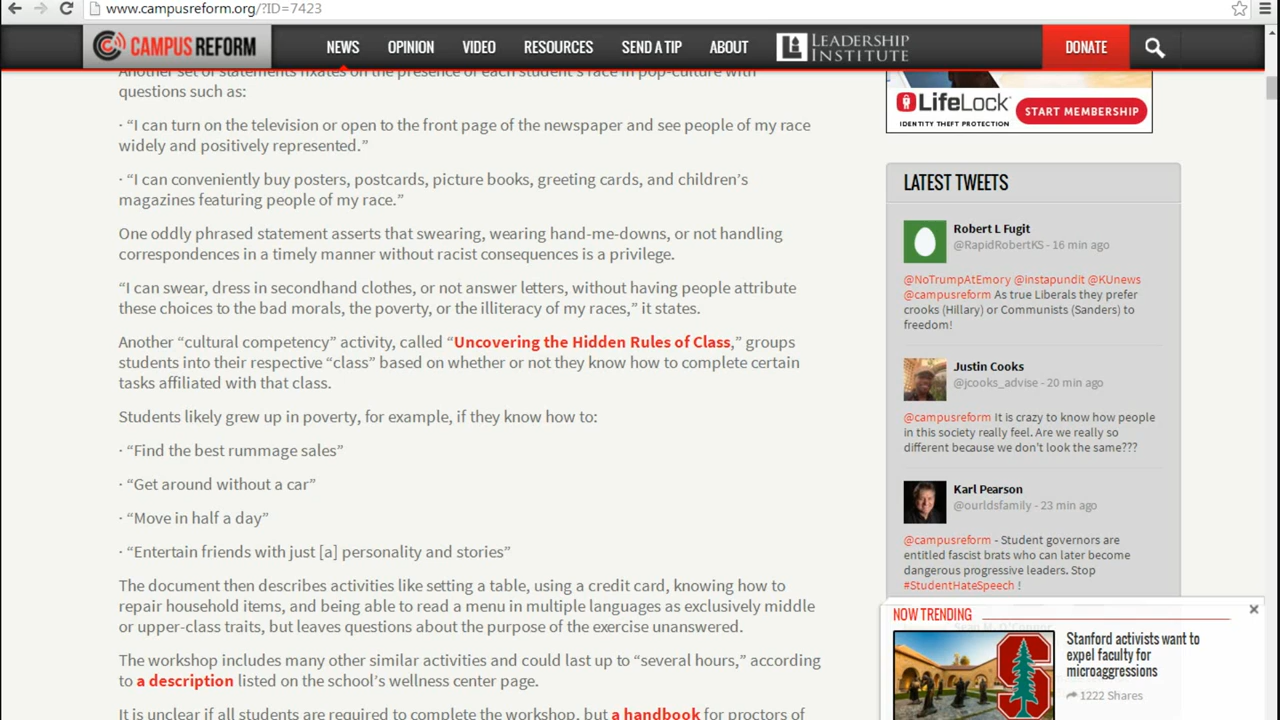 www.campusreform.org/?ID=7423
CAMPUS REFORM
NEWS
OPINION
VIDEO
RESOURCES
SEND A TIP
ABOUT
LEADERSHIP
INSTITUTE
DONATE
Another set of statements fixates on the presence of each student's race in pop-culture with
questions such as:
· “I can turn on the television or open to the front page of the newspaper and see people of my race
widely and positively represented.”
· “I can conveniently buy posters, postcards, picture books, greeting cards, and children’s
magazines featuring people of my race.”
One oddly phrased statement asserts that swearing, wearing hand-me-downs, or not handling
correspondences in a timely manner without racist consequences is a privilege.
“I can swear, dress in secondhand clothes, or not answer letters, without having people attribute
these choices to the bad morals, the poverty, or the illiteracy of my races,” it states.
Another “cultural competency” activity, called “Uncovering the Hidden Rules of Class,” groups
students into their respective “class” based on whether or not they know how to complete certain
tasks affiliated with that class.
Students likely grew up in poverty, for example, if they know how to:
· “Find the best rummage sales”
· “Get around without a car”
· “Move in half a day”
· “Entertain friends with just [a] personality and stories”
The document then describes activities like setting a table, using a credit card, knowing how to
repair household items, and being able to read a menu in multiple languages as exclusively middle
or upper-class traits, but leaves questions about the purpose of the exercise unanswered.
The workshop includes many other similar activities and could last up to “several hours,” according
to a description listed on the school’s wellness center page.
It is unclear if all students are required to complete the workshop, but a handbook for proctors of
LifeLock
IDENTITY THEFT PROTECTION
START MEMBERSHIP
LATEST TWEETS
Robert L Fugit
@RapidRobertKS - 16 min ago
@NoTrumpAtEmory @instapundit @KUnews
@campusreform As true Liberals they prefer
crooks (Hillary) or Communists (Sanders) to
freedom!
Justin Cooks
@jcooks_advise - 20 min ago
@campusreform It is crazy to know how people
in this society really feel. Are we really so
different because we don't look the same???
Karl Pearson
@ourldsfamily - 23 min ago
@campusreform - Student governors are
entitled fascist brats who can later become
dangerous progressive leaders. Stop
#StudentHateSpeech !
NOW TRENDING
Stanford activists want to
expel faculty for
microaggressions
1222 Shares